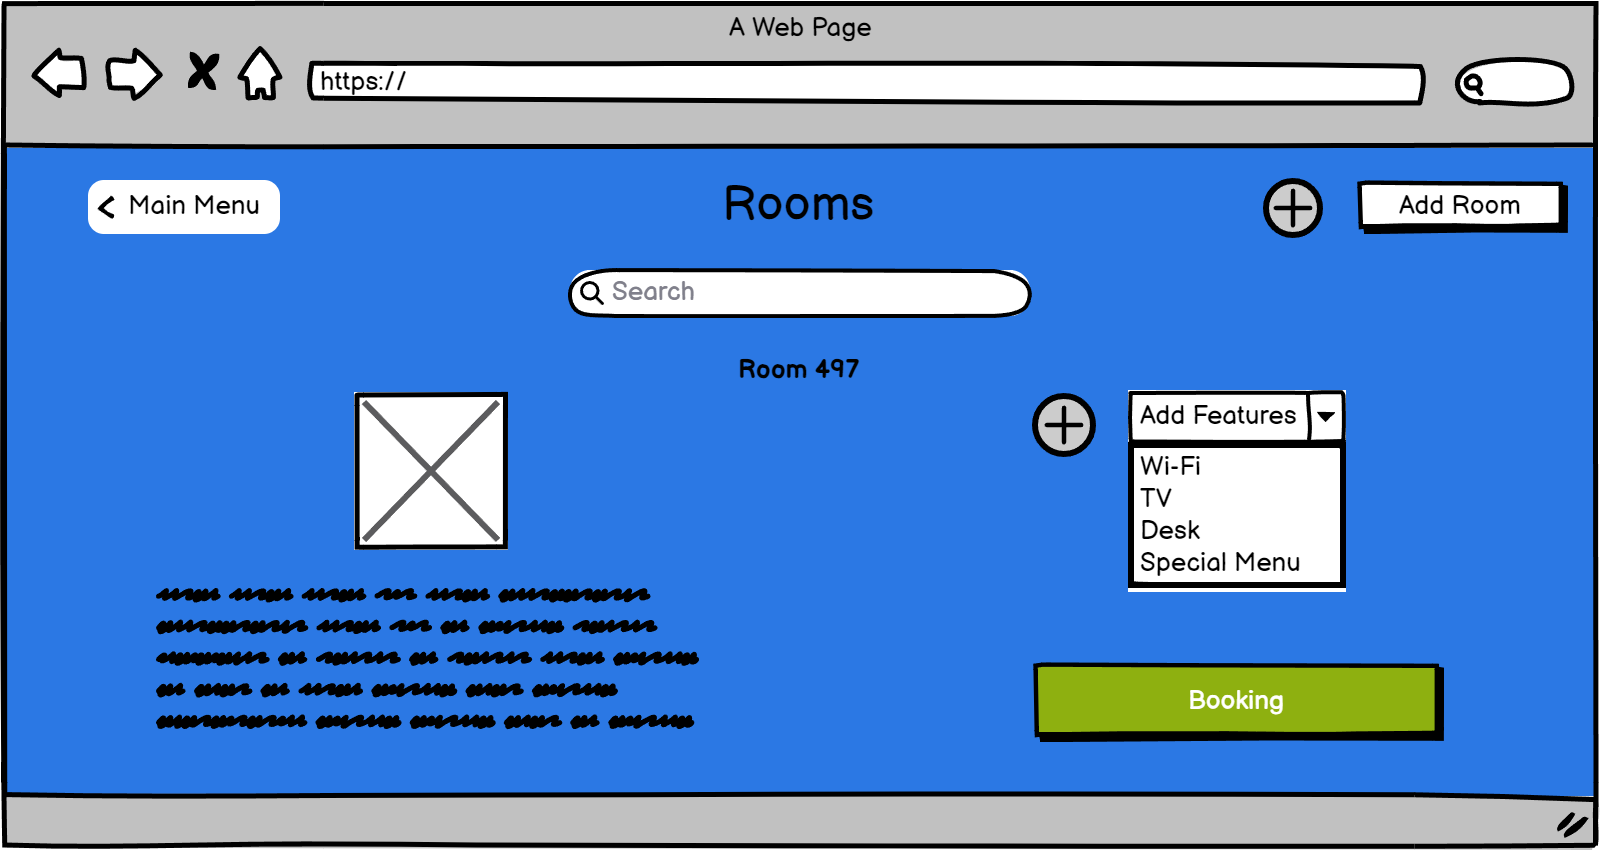 A Web Page
https://
Main Menu
Rooms
Add Room
Search
Room 497
Add Features
Wi-Fi
TV
Desk
Special Menu
Booking